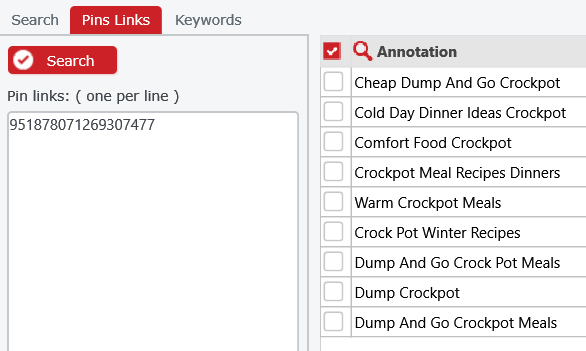 Search Pins Links Keywords
Search
Pin links: ( one per line )
951878071269307477
Annotation
Cheap Dump And Go Crockpot
Cold Day Dinner Ideas Crockpot
Comfort Food Crockpot
Crockpot Meal Recipes Dinners
Warm Crockpot Meals
Crock Pot Winter Recipes
Dump And Go Crock Pot Meals
Dump Crockpot
Dump And Go Crockpot Meals